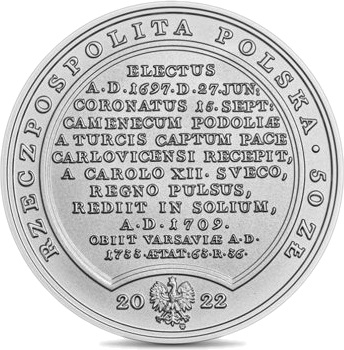 RZECZPOSPOLITA POLSKA · 50 ZŁ
ELECTUS
A.D.1697.D.27.JUN:
CORONATUS 15.SEPT:
CAMENECUM PODOLIÆ
A TURCIS CAPTUM PACE
CARLOVICENSI RECEPIT,
A CAROLO XII. SVECO,
REGNO PULSUS,
REDIIT IN SOLIUM,
A.D.1709.
OBIIT VARSAVIÆ A.D.
1733.ÆTAT:63.R:36.
20 22